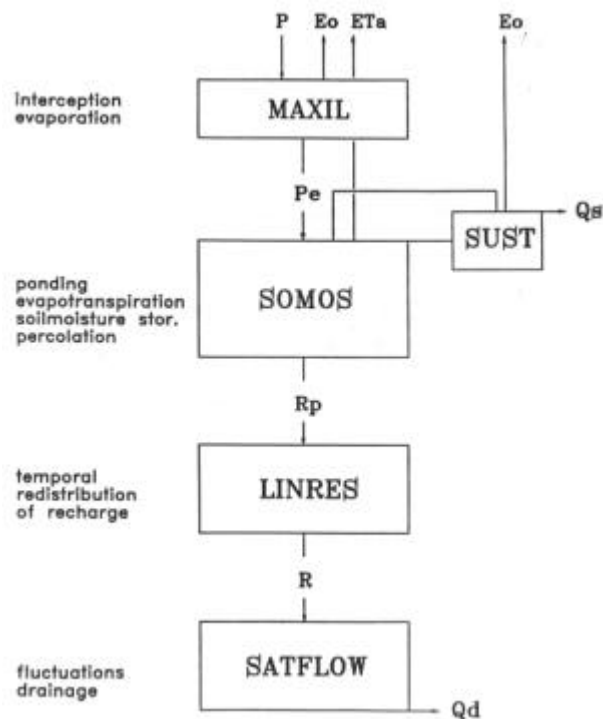 P Eo ETa Eo
interception
evaporation
MAXIL
Pe
Qs
SUST
ponding
evapotranspiration
soilmoisture stor.
percolation
SOMOS
Rp
temporal
redistribution
of recharge
LINRES
R
SATFLOW
fluctuations
drainage
Qd